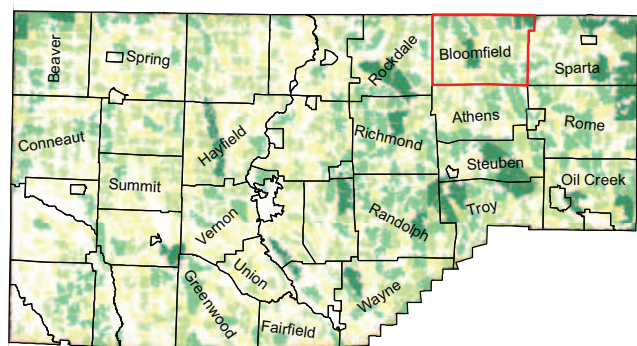 Beaver
Spring
Rockdale
Bloomfield
Sparta
Conneaut
Hayfield
Richmond
Athens
Rome
Summit
Steuben
Oil Creek
Vernon
Randolph
Troy
Union
Greenwood
Wayne
Fairfield